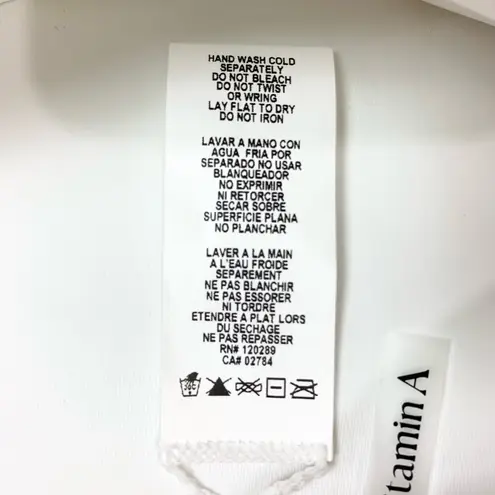 HAND WASH COLD
SEPARATELY
DO NOT BLEACH
DO NOT TWIST
OR WRING
LAY FLAT TO DRY
DO NOT IRON
LAVAR A MANO CON
AGUA FRIA POR
SEPARADO NO USAR
BLANQUEADOR
NO EXPRIMIR
NI RETORCER
SECAR SOBRE
SUPERFICIE PLANA
NO PLANCHAR
LAVER A LA MAIN
A L'EAU FROIDE
SEPAREMENT
NE PAS BLANCHIR
NE PAS ESSORER
NI TORDRE
ETENDRE A PLAT LORS
DU SECHAGE
NE PAS REPASSER
RN# 120289
CA# 02784
30C
tamin A